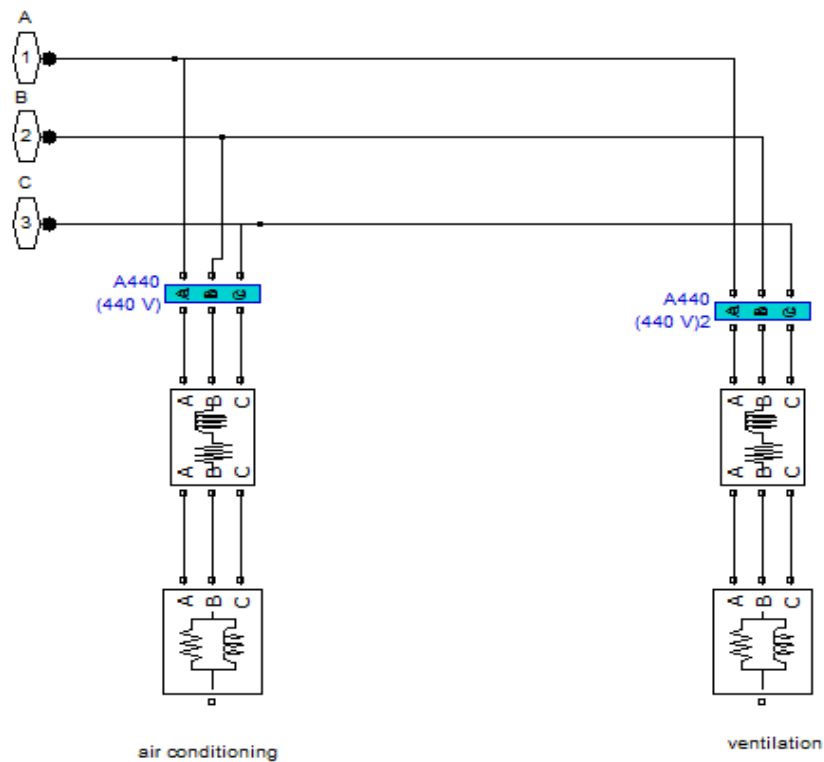 A
1
B
2
C
3
A440
(440 V)
A B C
A440
(440 V)2
A B C
A B C
A B C
A B C
A B C
A B C
A B C
air conditioning
ventilation